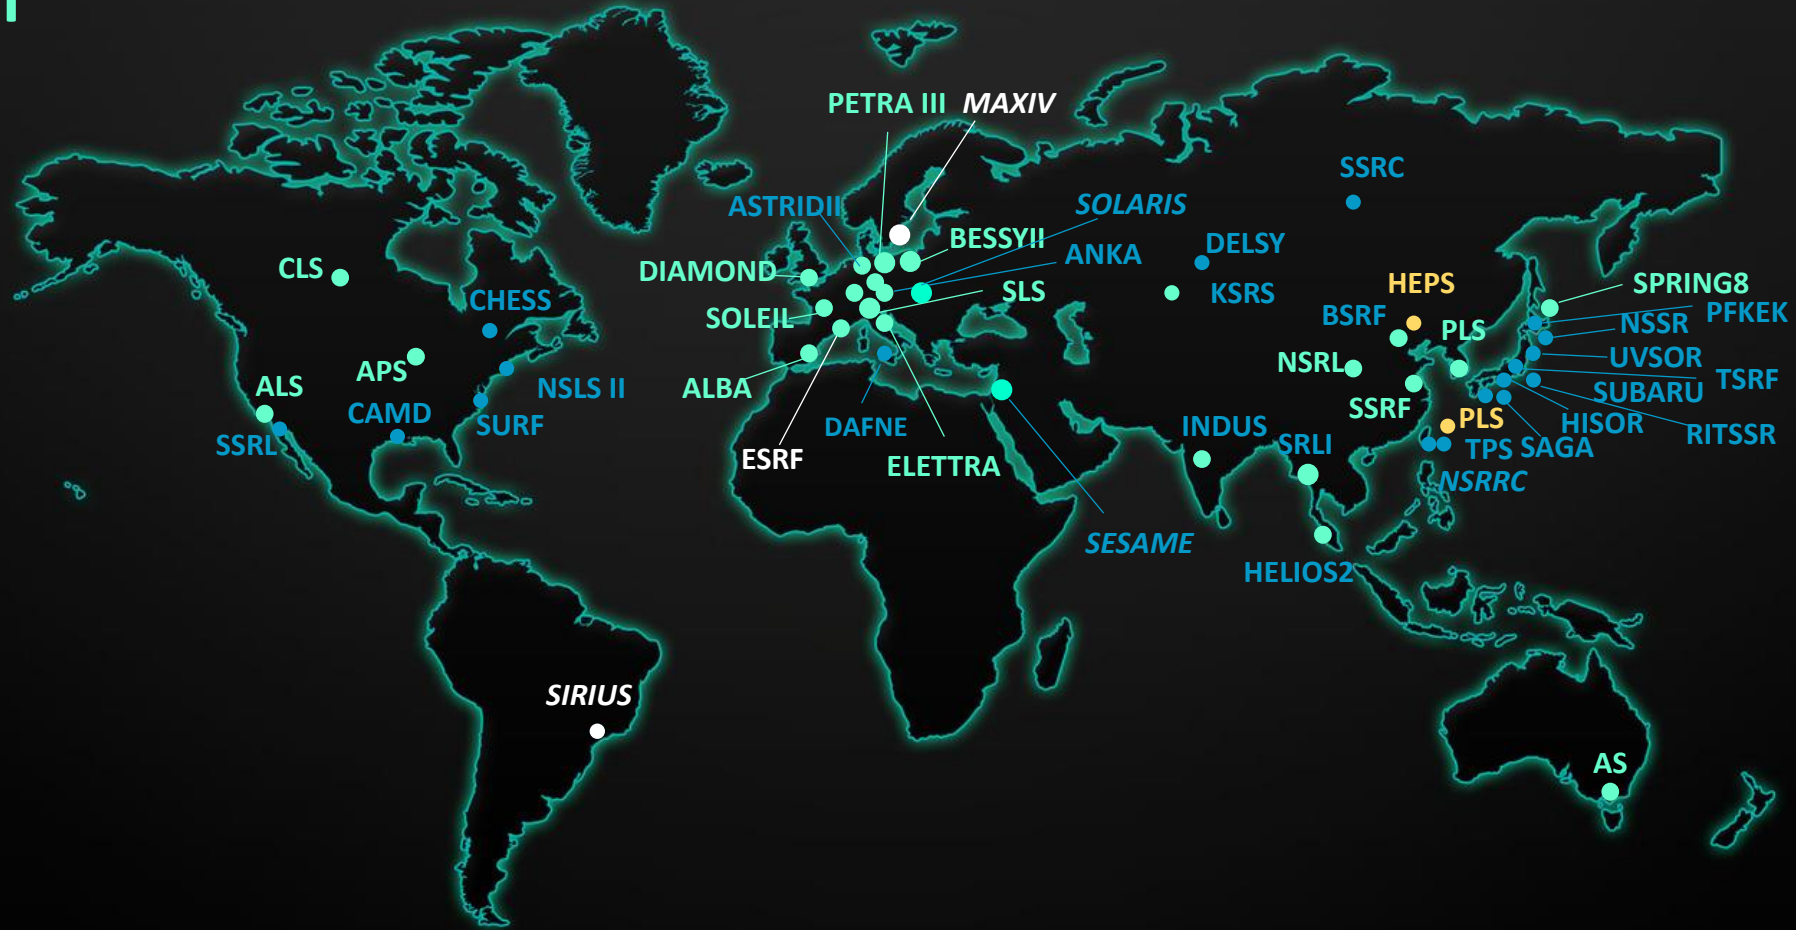 PETRA III
MAXIV
SSRC
ASTRIDII
SOLARIS
BESSYII
DELSY
ANKA
CLS
DIAMOND
HEPS
SPRING8
KSRS
SLS
CHESS
PFKEK
BSRF
SOLEIL
NSSR
PLS
UVSOR
NSRL
APS
TSRF
ALS
NSLS II
ALBA
SUBARU
SSRF
CAMD
PLS
SURF
DAFNE
INDUS
HISOR
RITSSR
SSRL
SRLI
TPS
SAGA
ESRF
ELETTRA
NSRRC
SESAME
HELIOS2
SIRIUS
AS